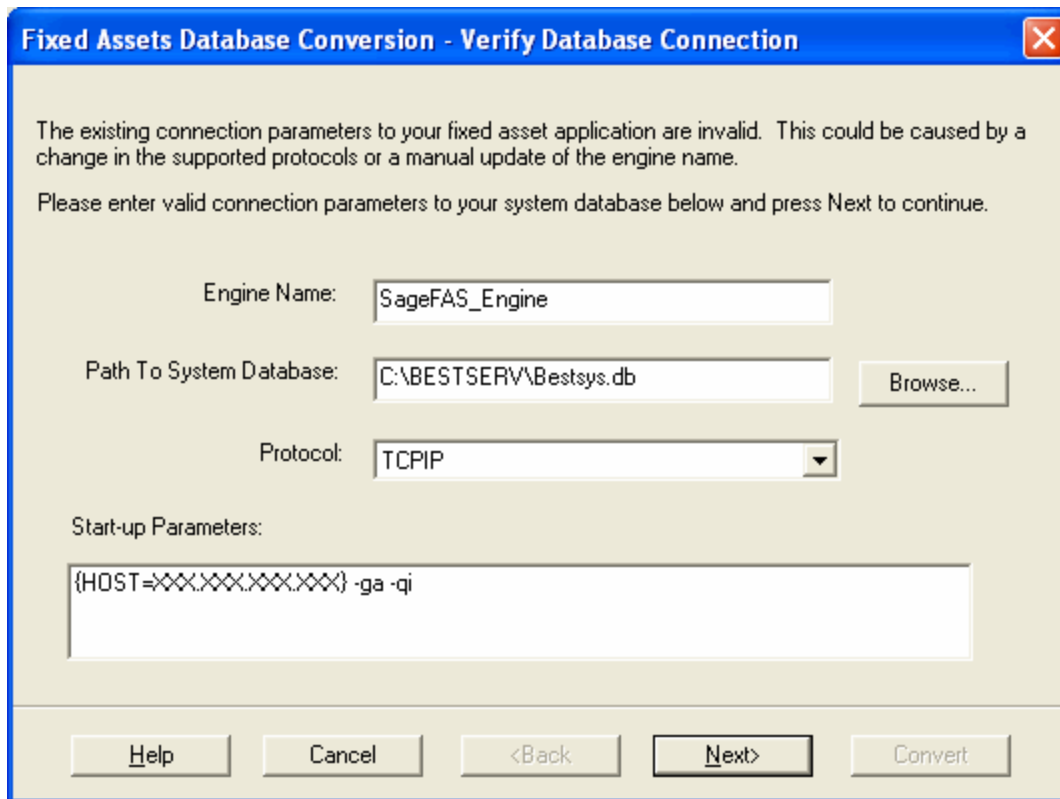 Fixed Assets Database Conversion - Verify Database Connection
The existing connection parameters to your fixed asset application are invalid.  This could be caused by a
change in the supported protocols or a manual update of the engine name.
Please enter valid connection parameters to your system database below and press Next to continue.
Engine Name:
SageFAS_Engine
Path To System Database:
C:\BESTSERV\Bestsys.db
Browse...
Protocol:
TCPIP
Start-up Parameters:
{HOST=XXX.XXX.XXX.XXX} -ga -qi
Help
Cancel
<Back
Next>
Convert